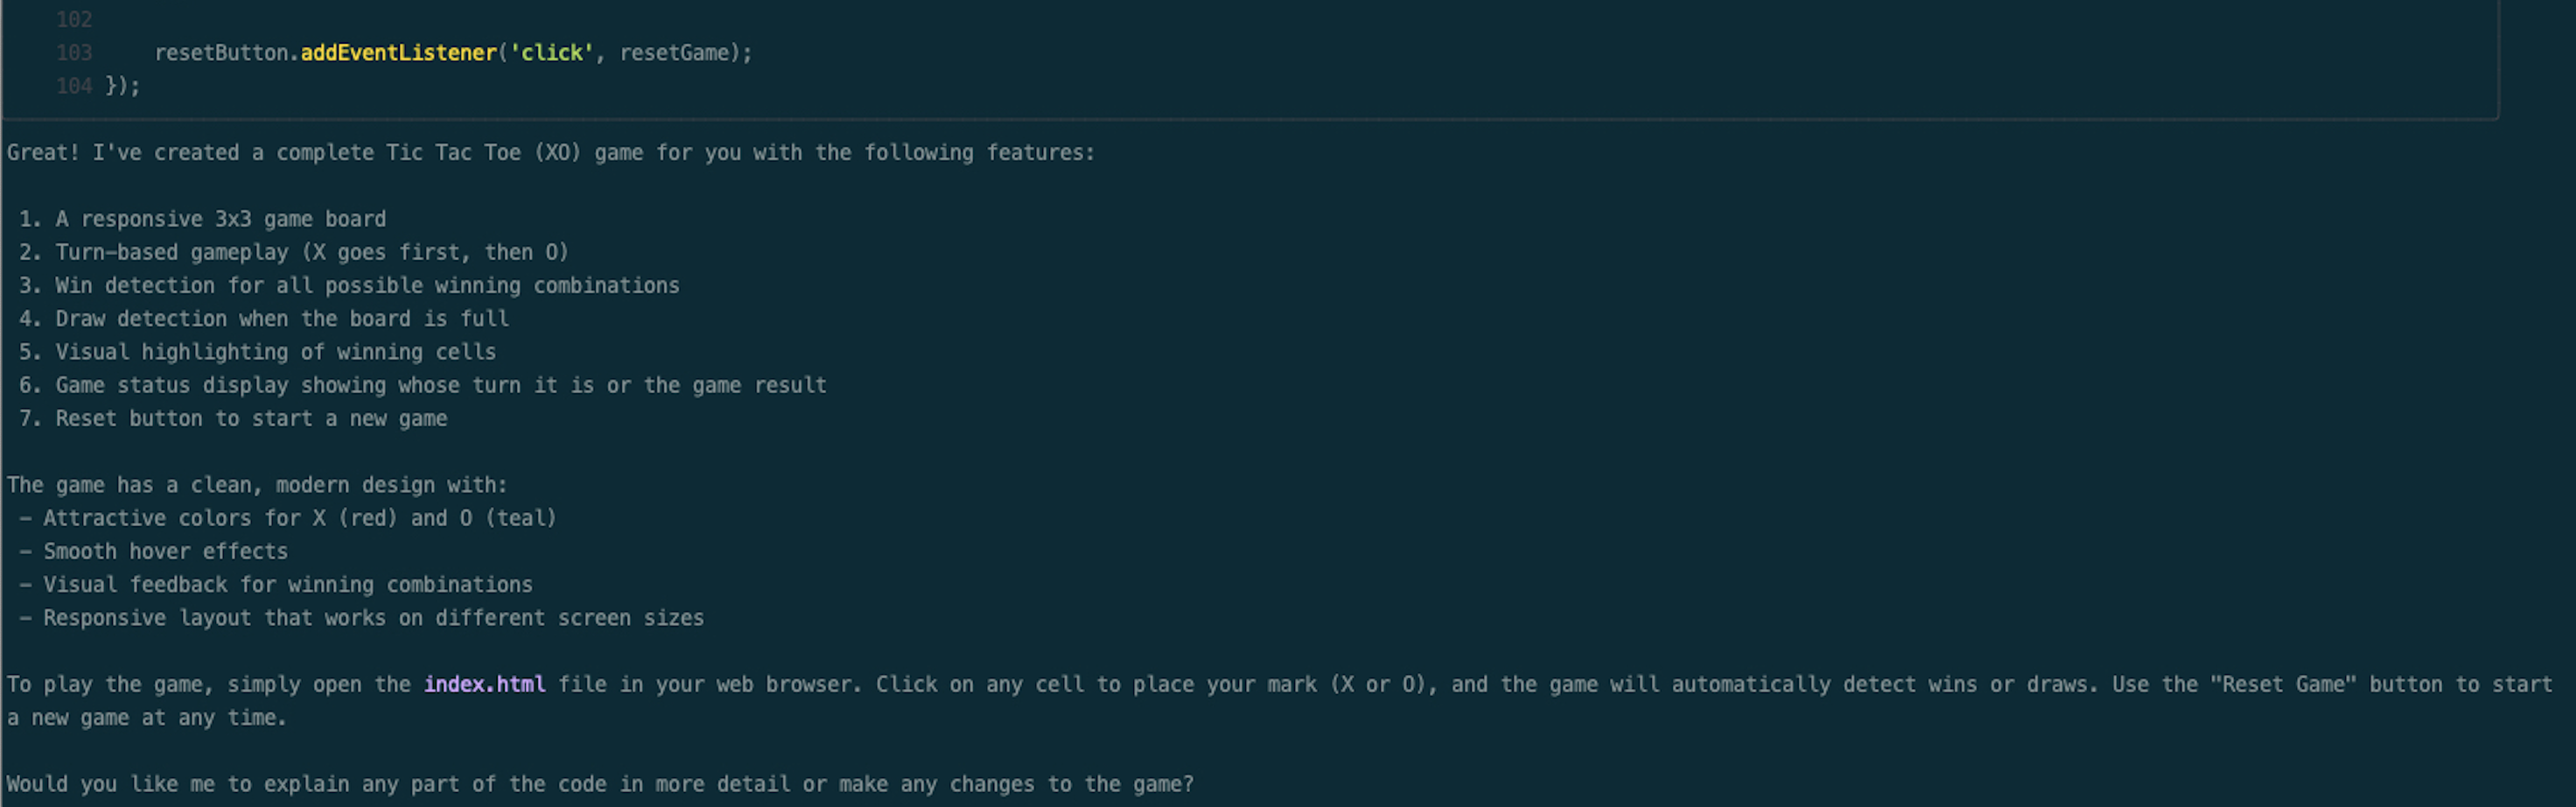 102
103 resetButton.addEventListener('click', resetGame);
104 });
Great! I've created a complete Tic Tac Toe (XO) game for you with the following features:
1. A responsive 3x3 game board
2. Turn-based gameplay (X goes first, then O)
3. Win detection for all possible winning combinations
4. Draw detection when the board is full
5. Visual highlighting of winning cells
6. Game status display showing whose turn it is or the game result
7. Reset button to start a new game
The game has a clean, modern design with:
– Attractive colors for X (red) and O (teal)
– Smooth hover effects
– Visual feedback for winning combinations
– Responsive layout that works on different screen sizes
To play the game, simply open the index.html file in your web browser. Click on any cell to place your mark (X or O), and the game will automatically detect wins or draws. Use the "Reset Game" button to start
a new game at any time.
Would you like me to explain any part of the code in more detail or make any changes to the game?